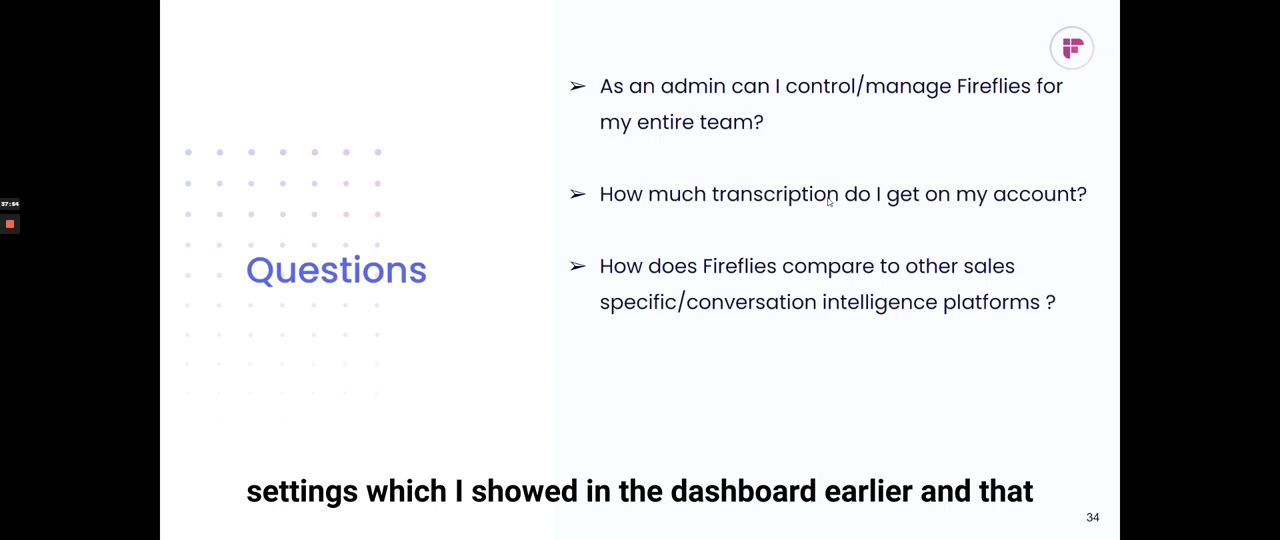 As an admin can I control/manage Fireflies for
my entire team?
37:54
How much transcription do I get on my account?
Questions
How does Fireflies compare to other sales
specific/conversation intelligence platforms ?
settings which I showed in the dashboard earlier and that
34